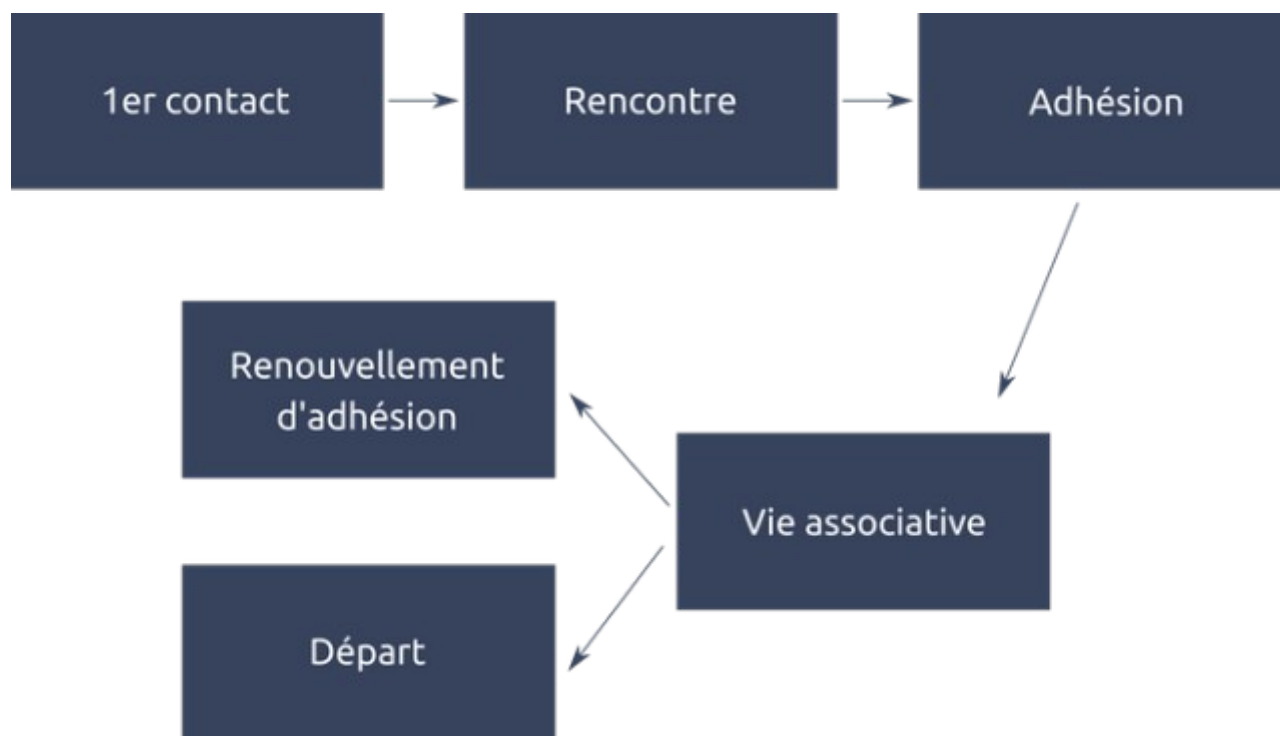 1er contact
Rencontre
Adhésion
Renouvellement
d'adhésion
Vie associative
Départ